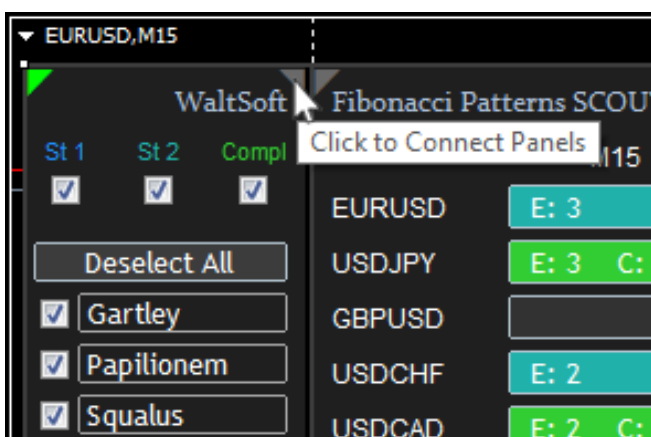 EURUSD,M15
WaltSoft
Fibonacci Patterns
Click to Connect Panels
M15
St 1 St 2 Compl
EURUSD E: 3
Deselect All
USDJPY E: 3 C:
Gartley
GBPUSD
Papilionem
USDCHF E: 2
Squalus
USDCAD E: 2 C: